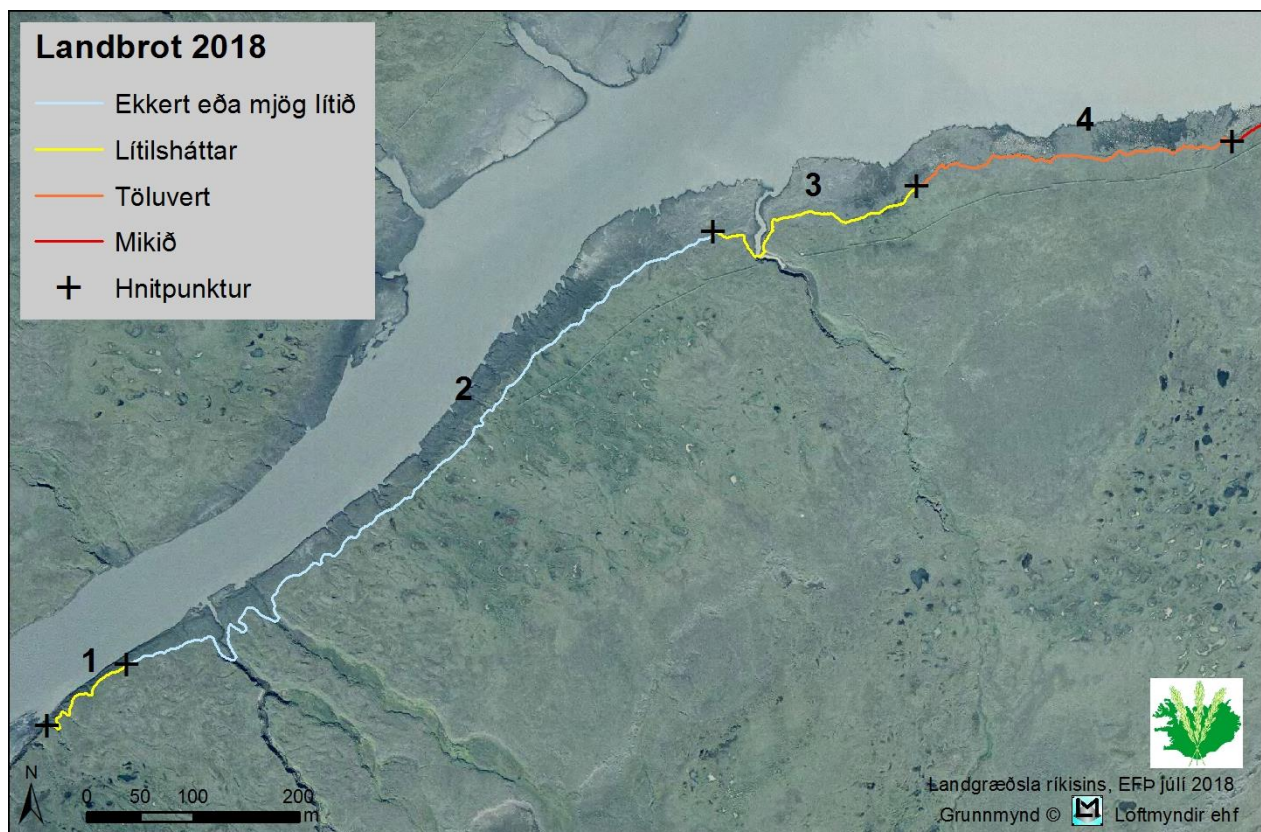 Landbrot 2018
Ekkert eða mjög lítið
Lítilsháttar
Töluvert
Mikið
Hnitpunktur
4
3
2
1
N
0 50 100 200
m
Landgræðsla ríkisins, EFÞ júlí 2018
Grunnmynd © LM Loftmyndir ehf